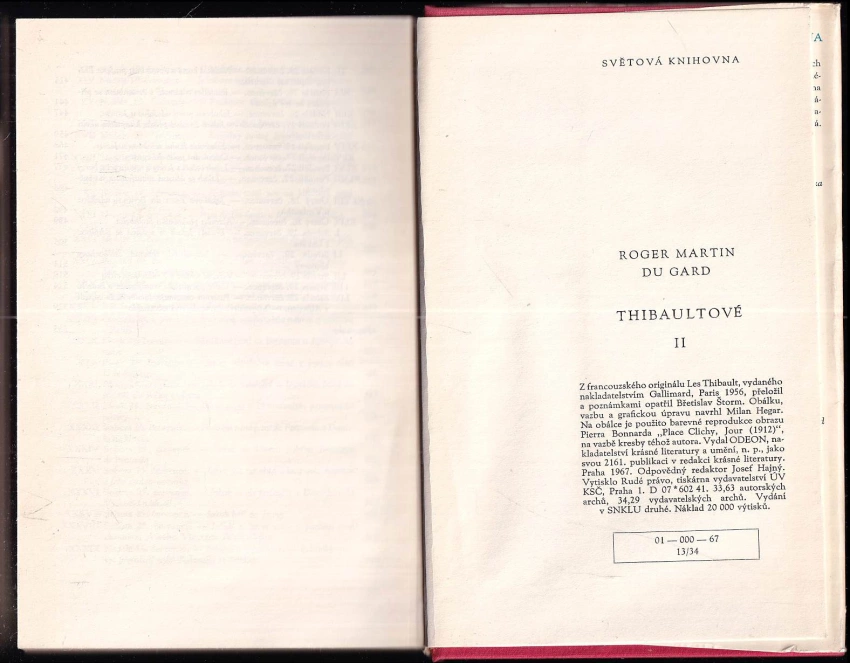 SVĚTOVÁ KNIHOVNA
ROGER MARTIN
DU GARD
THIBAULTOVÉ
II
Z francouzského originálu Les Thibault, vydaného
nakladatelstvím Gallimard, Paris 1956, přeložil
a poznámkami opatřil Břetislav Štorm. Obálku,
vazbu a grafickou úpravu navrhl Milan Hegar.
Na obálce je použito barevné reprodukce obrazu
Pierra Bonnarda „Place Clichy, Jour (1912)“,
na vazbě kresby téhož autora. Vydal ODEON, na-
kladatelství krásné literatury a umění, n. p., jako
svou 2161. publikaci v redakci krásné literatury.
Praha 1967. Odpovědný redaktor Josef Hajný.
Vytisklo Rudé právo, tiskárna vydavatelství ÚV
KSČ, Praha 1. D 07*602 41. 33,63 autorských
archů, 34,29 vydavatelských archů. Vydání
v SNKLU druhé. Náklad 20 000 výtisků.
01 — 000 — 67
13/34